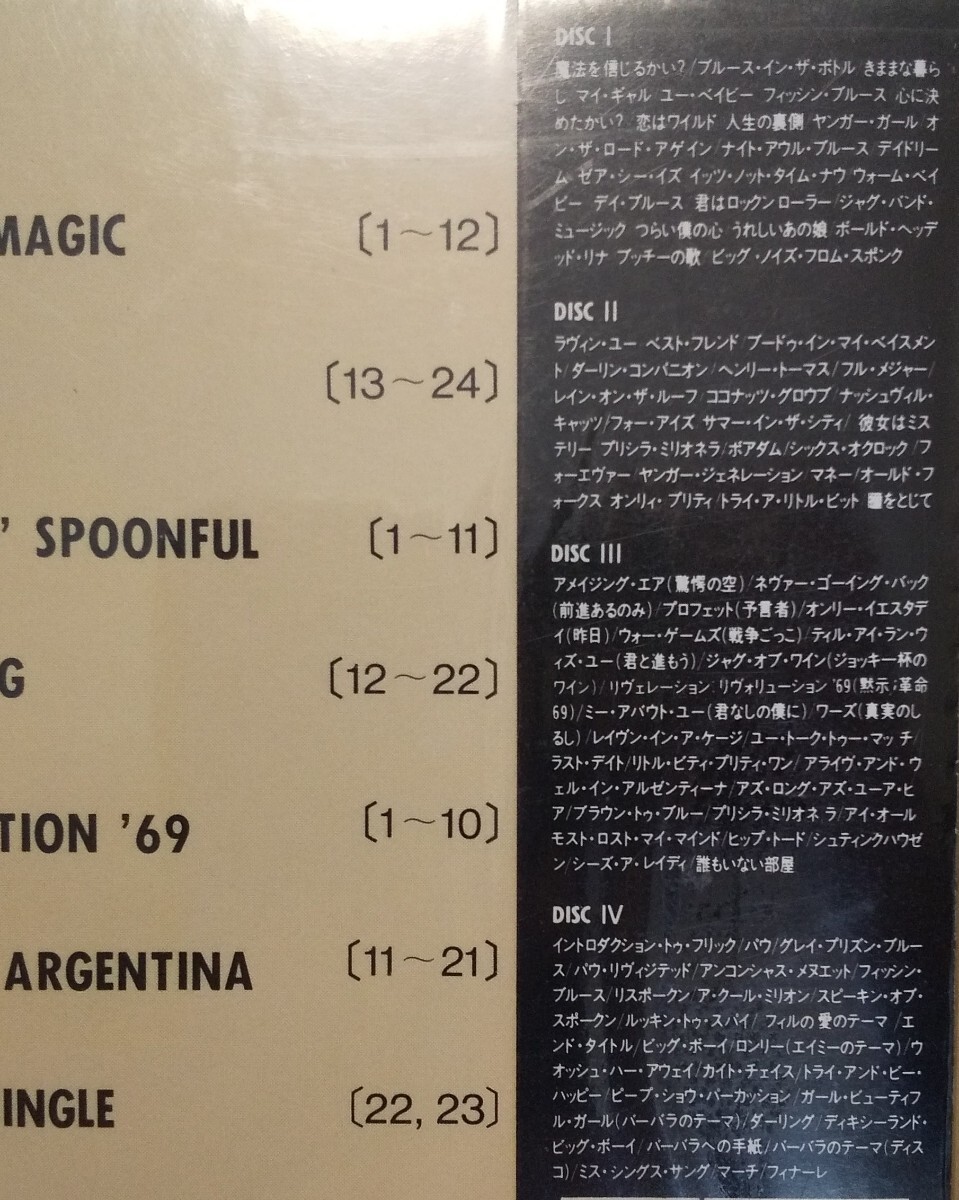 MAGIC 〔1～12〕
〔13～24〕
' SPOONFUL 〔1～11〕
G 〔12～22〕
TION '69 〔1～10〕
ARGENTINA 〔11～21〕
INGLE 〔22, 23〕
DISC I
魔法を信じるかい?/ブルース・イン・ザ・ボトル きままな暮ら
し マイ・ギャル ユー・ベイビー フィッシン・ブルース 心に決
めたかい? 恋はワイルド 人生の裏側 ヤンガー・ガール オ
ン・ザ・ロード・アゲイン/ナイト・アウル・ブルース デイドリー
ム ゼア・シー・イズ イッツ・ノット・タイム・ナウ ウォーム・ベイ
ビー デイ・ブルース 君はロックン ローラー/ジャグ・バンド・
ミュージック つらい僕の心 うれしいあの娘 ボールド・ヘッデ
ッド・リナ ブッチーの歌 ビッグ・ノイズ・フロム・スポンク
DISC II
ラヴィン・ユー ベスト・フレンド ブードゥ・イン・マイ・ベイスメン
ト/ダーリン・コンパニオン/ヘンリー・トーマス/フル・メジャー/
レイン・オン・ザ・ルーフ ココナッツ・グロウブ/ナッシュヴィル・
キャッツ/フォー・アイズ サマー・イン・ザ・シティ/ 彼女はミス
テリー プリシラ・ミリオネラ/ボアダム/シックス・オクロック/フ
ォーエヴァー/ヤンガー・ジェネレーション マネー/オールド・フ
ォークス オンリィ・プリティ/トライ・ア・リトル・ビット 瞳をとじて
DISC III
アメイジング・エア(驚愕の空)/ネヴァー・ゴーイング・バック
(前進あるのみ)/プロフェット(予言者)/オンリー・イエスタデ
イ(昨日)/ウォー・ゲームズ(戦争ごっこ)/ティル・アイ・ラン・ウ
ィズ・ユー(君と進もう)/ジャグ・オブ・ワイン(ジョッキ一杯の
ワイン)/リヴェレーション:リヴォリューション'69(黙示;革命
69)/ミー・アバウト・ユー(君なしの僕に)/ワーズ(真実のし
るし)/レイヴン・イン・ア・ケージ/ユー・トーク・トゥー・マッチ/
ラスト・デイト/リトル・ビティ・プリティ・ワン/アライヴ・アンド・ウ
ェル・イン・アルゼンティーナ/アズ・ロング・アズ・ユーア・ヒ
ア/ブラウン・トゥ・ブルー/プリシラ・ミリオネラ/アイ・オール
モスト・ロスト・マイ・マインド/ヒップ・トード/シュティンクハウゼ
ン/シーズ・ア・レイディ/誰もいない部屋
DISC IV
イントロダクション・トゥ・フリック/パウ/グレイ・プリズン・ブルー
ス/パウ・リヴィジテッド/アンコンシャス・メヌエット/フィッシン・
ブルース/リスポークン/ア・クール・ミリオン/スピーキン・オブ・
スポークン/ルッキン・トゥ・スパイ/ フィルの愛のテーマ /エ
ンド・タイトル/ビッグ・ボーイ/ロンリー(エイミーのテーマ)/ウ
オッシュ・ハー・アウェイ/カイト・チェイス/トライ・アンド・ビー・
ハッピー/ピープ・ショウ・パーカッション/ガール・ビューティフ
ル・ガール(バーバラのテーマ)/ダーリング/ディキシーランド・
ビッグ・ボーイ/バーバラへの手紙/バーバラのテーマ(ディス
コ)/ミス・シングス・サング/マーチ/フィナーレ